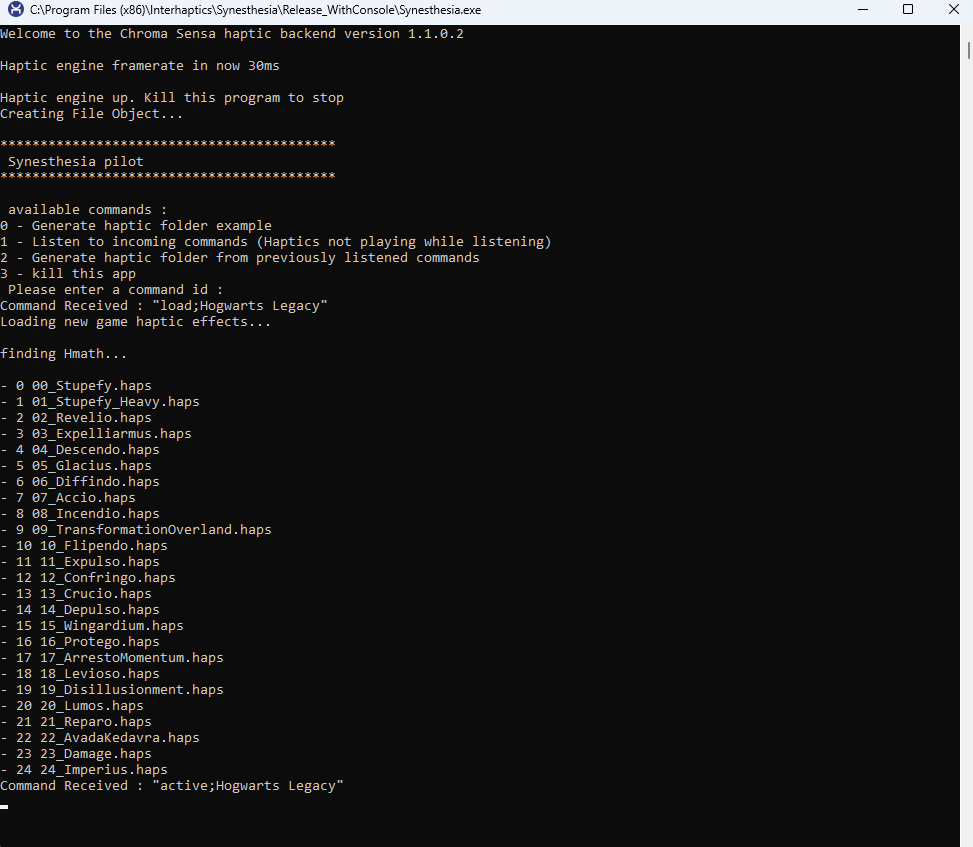 C:\Program Files (x86)\Interhaptics\Synesthesia\Release_WithConsole\Synesthesia.exe
Welcome to the Chroma Sensa haptic backend version 1.1.0.2
Haptic engine framerate in now 30ms
Haptic engine up. Kill this program to stop
Creating File Object...
******************************************
Synesthesia pilot
******************************************
available commands :
0 - Generate haptic folder example
1 - Listen to incoming commands (Haptics not playing while listening)
2 - Generate haptic folder from previously listened commands
3 - kill this app
Please enter a command id :
Command Received : "load;Hogwarts Legacy"
Loading new game haptic effects...
finding Hmath...
- 0 00_Stupefy.haps
- 1 01_Stupefy_Heavy.haps
- 2 02_Revelio.haps
- 3 03_Expelliarmus.haps
- 4 04_Descendo.haps
- 5 05_Glacius.haps
- 6 06_Diffindo.haps
- 7 07_Accio.haps
- 8 08_Incendio.haps
- 9 09_TransformationOverland.haps
- 10 10_Flipendo.haps
- 11 11_Expulso.haps
- 12 12_Confringo.haps
- 13 13_Crucio.haps
- 14 14_Depulso.haps
- 15 15_Wingardium.haps
- 16 16_Protego.haps
- 17 17_ArrestoMomentum.haps
- 18 18_Levioso.haps
- 19 19_Disillusionment.haps
- 20 20_Lumos.haps
- 21 21_Reparo.haps
- 22 22_AvadaKedavra.haps
- 23 23_Damage.haps
- 24 24_Imperius.haps
Command Received : "active;Hogwarts Legacy"